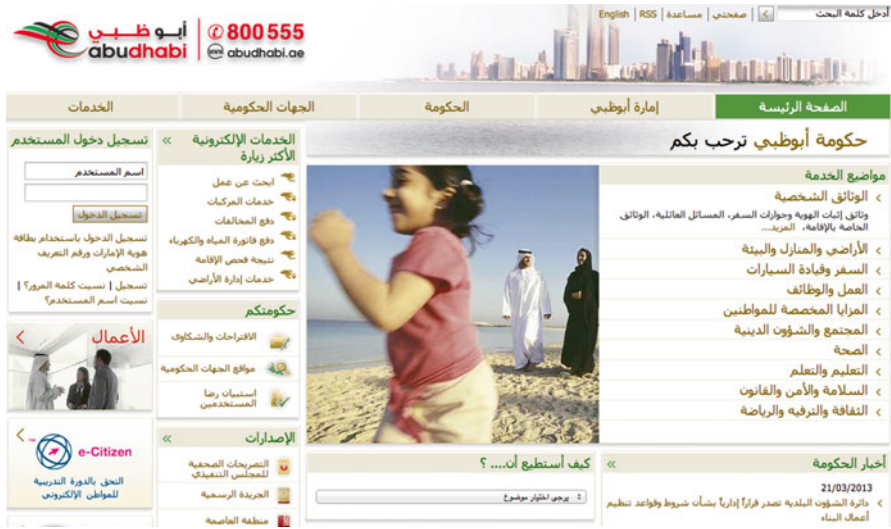 أدخل كلمة البحث
صفحتي | مساعدة | English | RSS
أبوظبي
abudhabi
800 555
abudhabi.ae
الصفحة الرئيسة
إمارة أبوظبي
الحكومة
الجهات الحكومية
الخدمات
حكومة أبوظبي ترحب بكم
مواضيع الخدمة
الوثائق الشخصية
وثائق إثبات الهوية وجوازات السفر، المسائل العائلية، الوثائق
الخاصة بالإقامة، المزيد...
الأراضي والمنازل والبيئة
السفر وقيادة السيارات
العمل والوظائف
المزايا المخصصة للمواطنين
المجتمع والشؤون الدينية
الصحة
التعليم والتعلم
السلامة والأمن والقانون
الثقافة والترفيه والرياضة
أخبار الحكومة »
21/03/2013
دائرة الشؤون البلدية تصدر قراراً إدارياً بشأن شروط وقواعد تنظيم
أعمال البناء
كيف أستطيع أن.... ؟
يرجى اختيار موضوع
الخدمات الإلكترونية »
الأكثر زيارة
ابحث عن عمل
خدمات المركبات
دفع المخالفات
دفع فاتورة المياه والكهرباء
نتيجة فحص الإقامة
خدمات إدارة الأراضي
حكومتكم
الاقتراحات والشكاوى
مواقع الجهات الحكومية
استبيات رضا
المستخدمين
الإصدارات »
التصريحات الصحفية
للمجلس التنفيذي
الجريدة الرسمية
منطقة العاصمة
تسجيل دخول المستخدم
اسم المستخدم
تسجيل الدخول
تسجيل الدخول باستخدام بطاقة
هوية الإمارات ورقم التعريف
الشخصي
تسجيل | نسيت كلمة المرور؟ |
نسيت اسم المستخدم؟
الأعمال
e-Citizen
التحق بالدورة التدريبية
للمواطن الإلكتروني